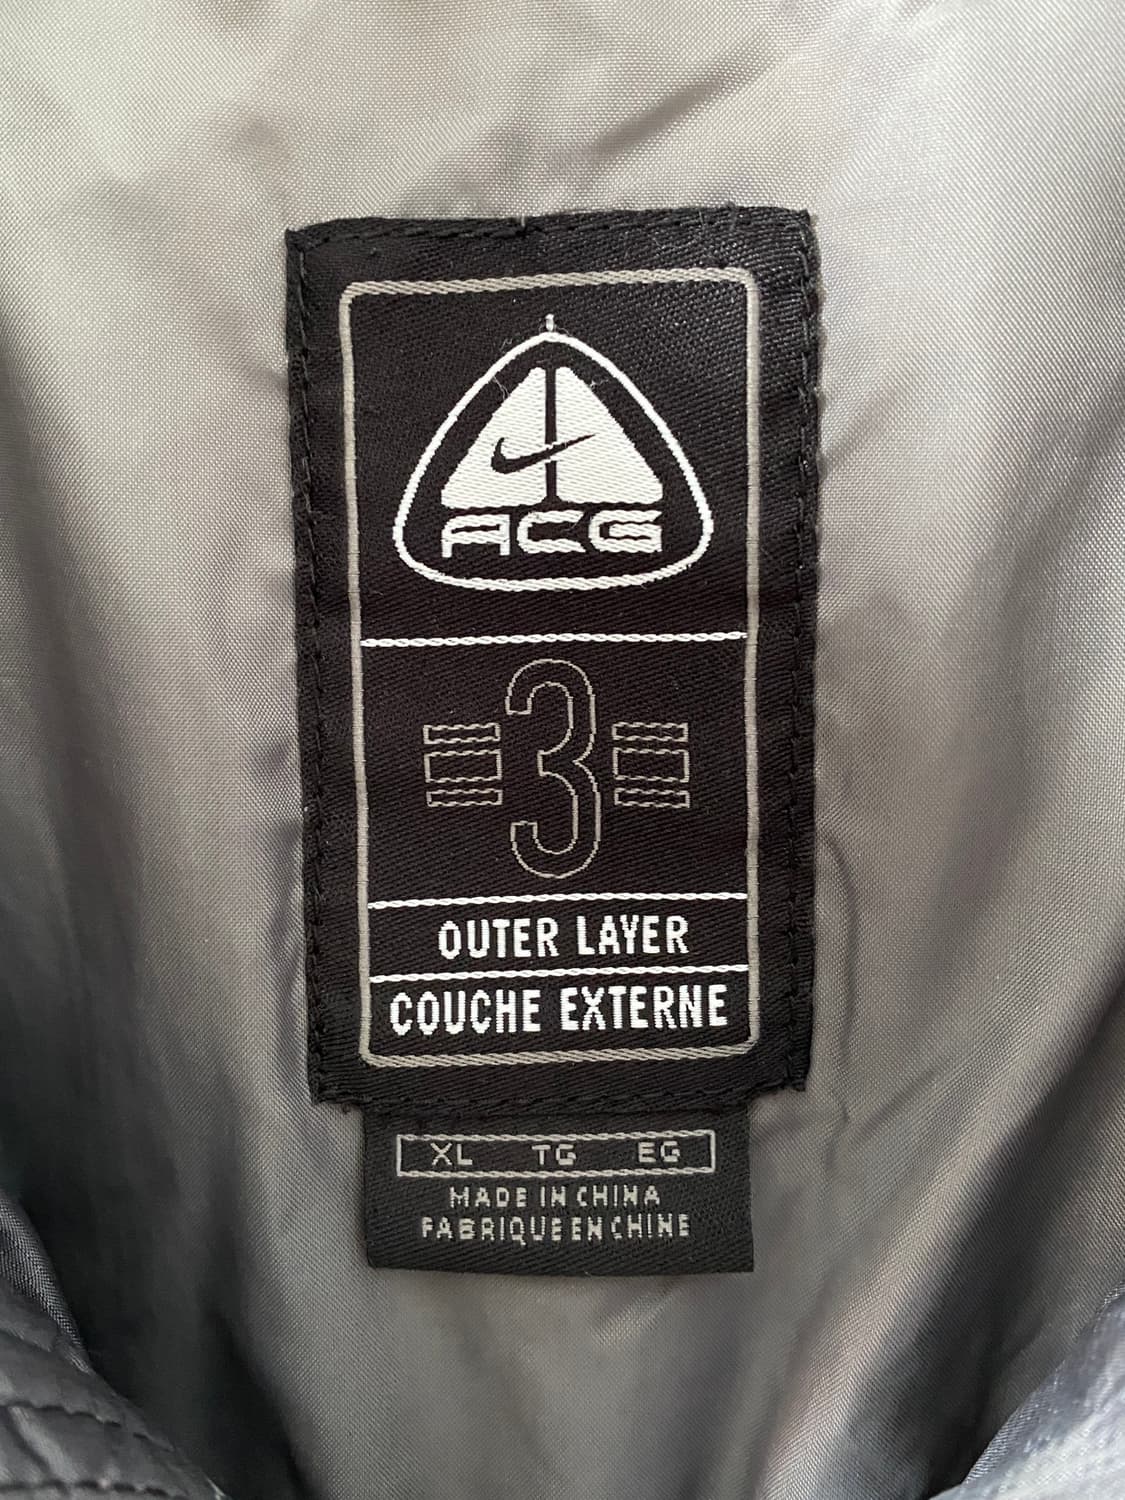 ACG
3
OUTER LAYER
COUCHE EXTERNE
XL TG EG
MADE IN CHINA
FABRIQUE EN CHINE